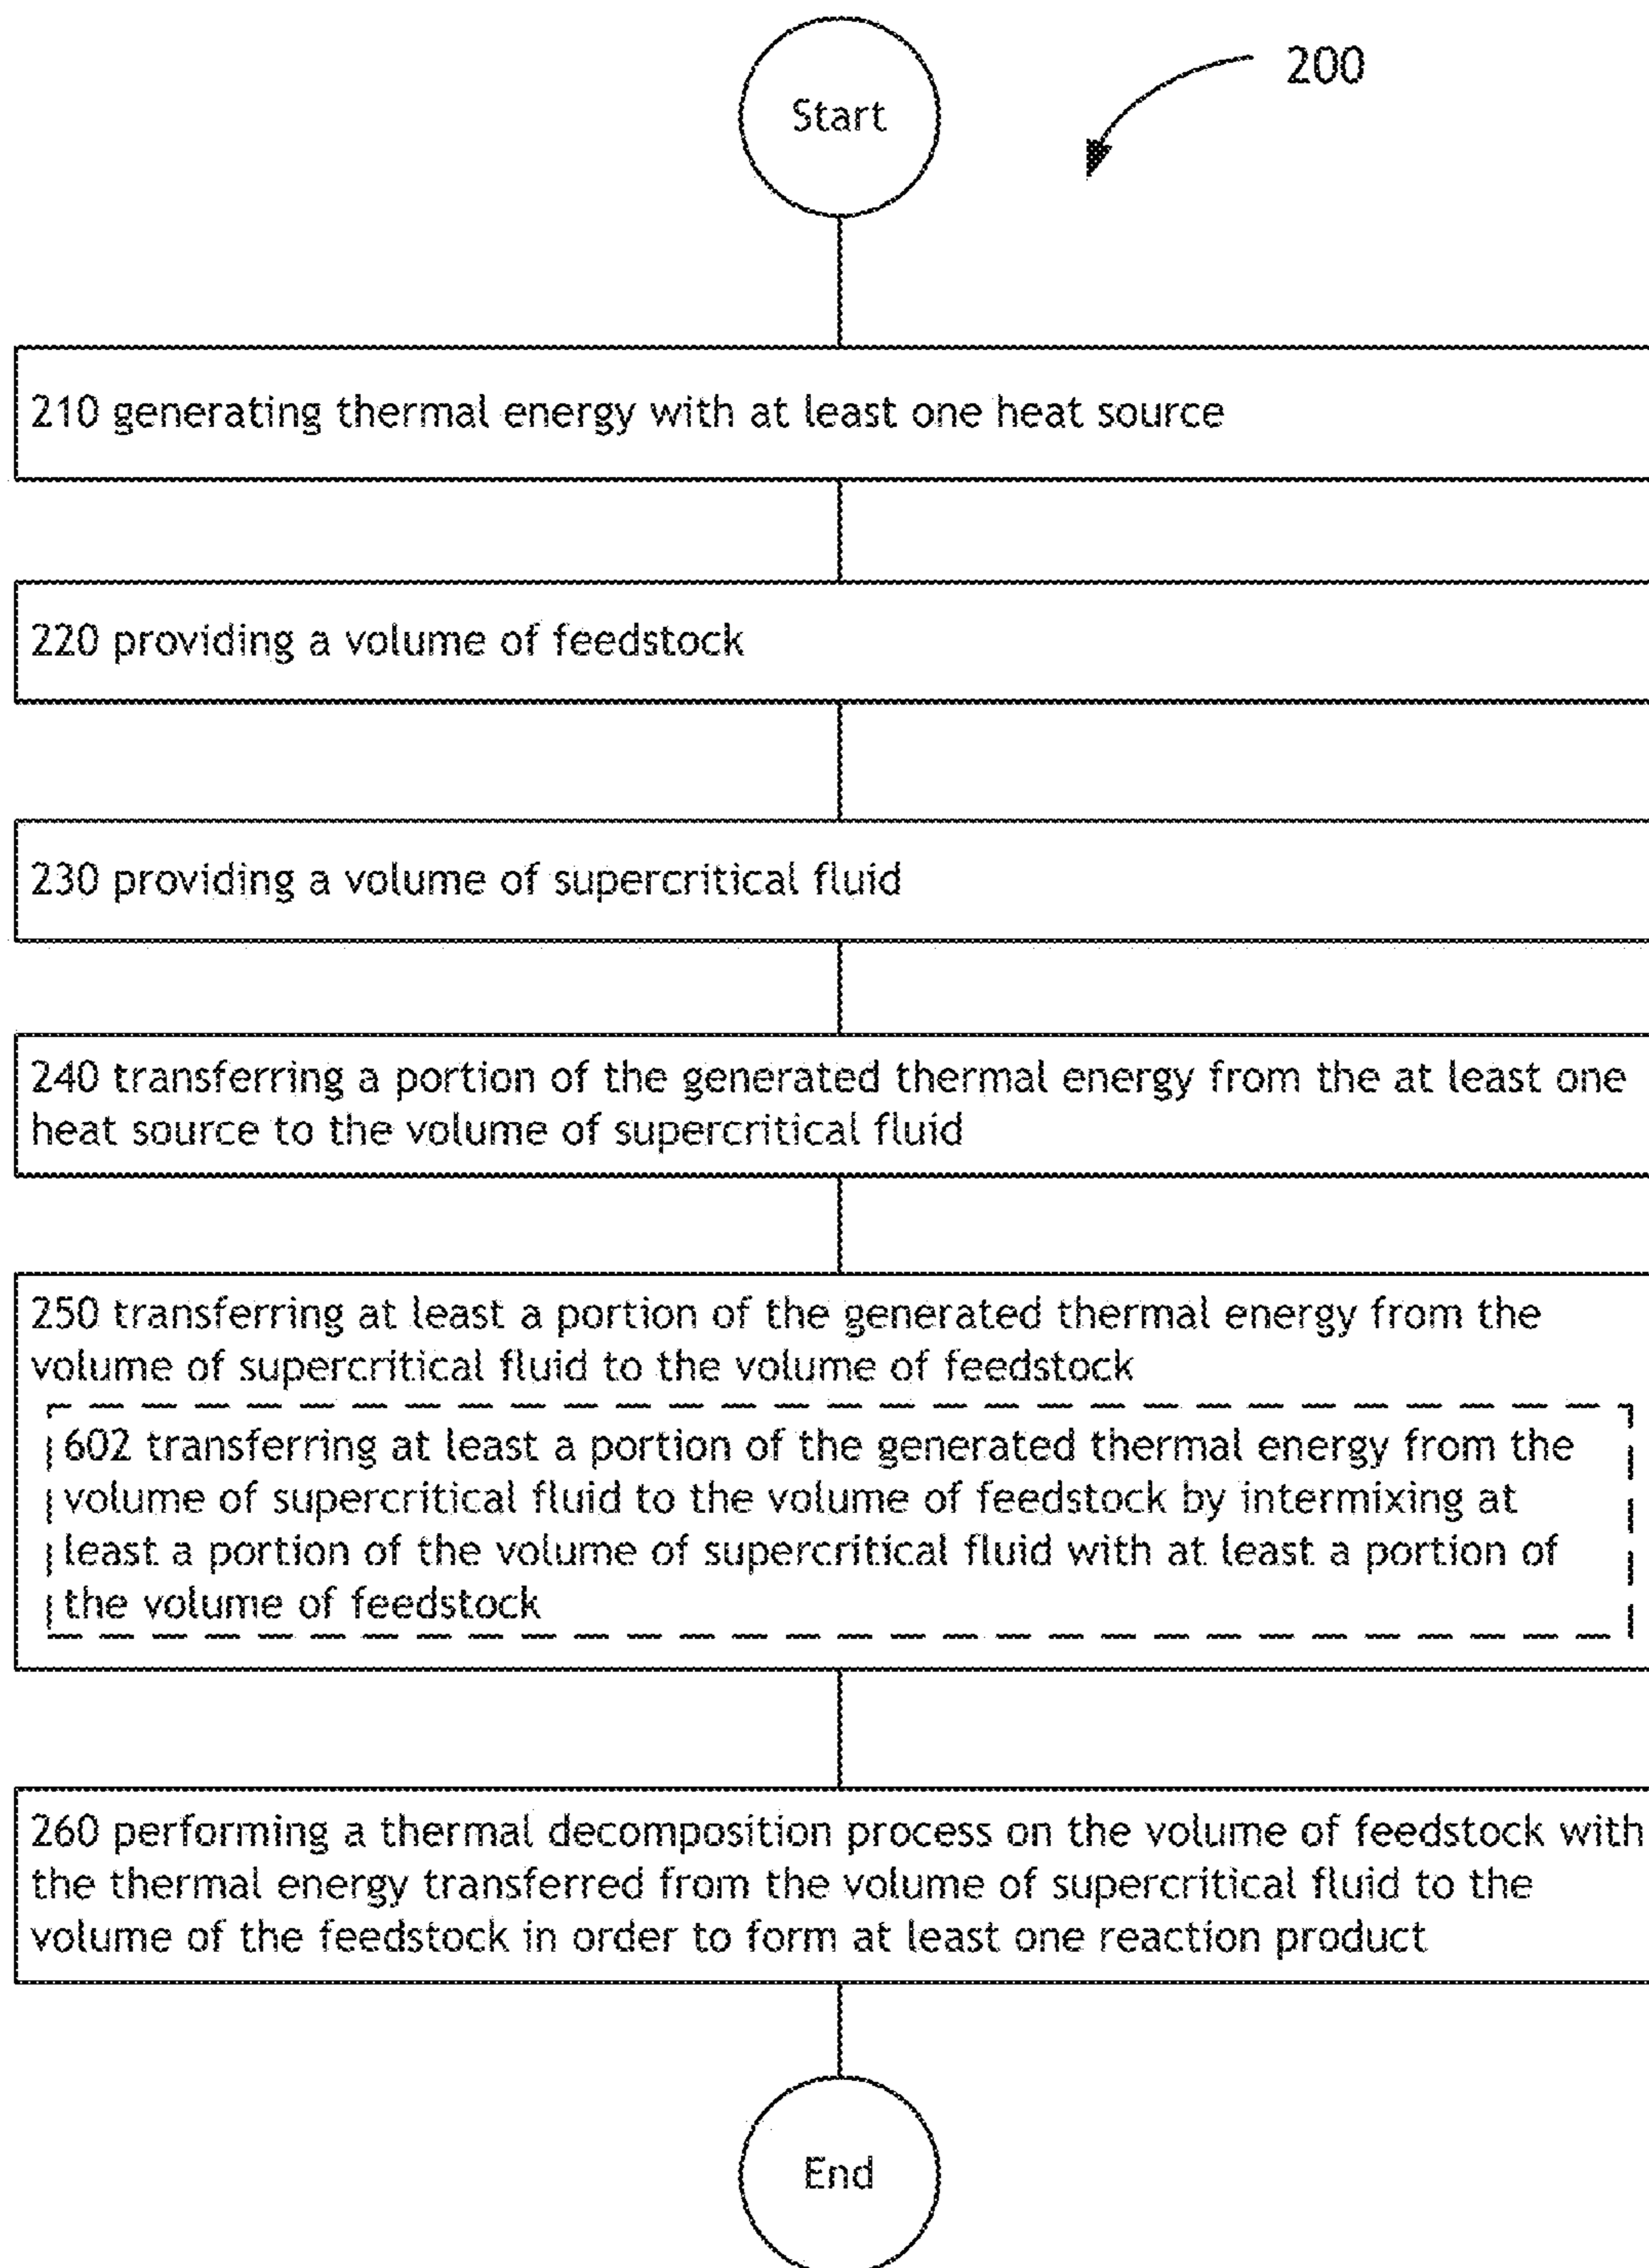 Start
200
210 generating thermal energy with at least one heat source
220 providing a volume of feedstock
230 providing a volume of supercritical fluid
240 transferring a portion of the generated thermal energy from the at least one
heat source to the volume of supercritical fluid
250 transferring at least a portion of the generated thermal energy from the
volume of supercritical fluid to the volume of feedstock
602 transferring at least a portion of the generated thermal energy from the
volume of supercritical fluid to the volume of feedstock by intermixing at
least a portion of the volume of supercritical fluid with at least a portion of
the volume of feedstock
260 performing a thermal decomposition process on the volume of feedstock with
the thermal energy transferred from the volume of supercritical fluid to the
volume of the feedstock in order to form at least one reaction product
End